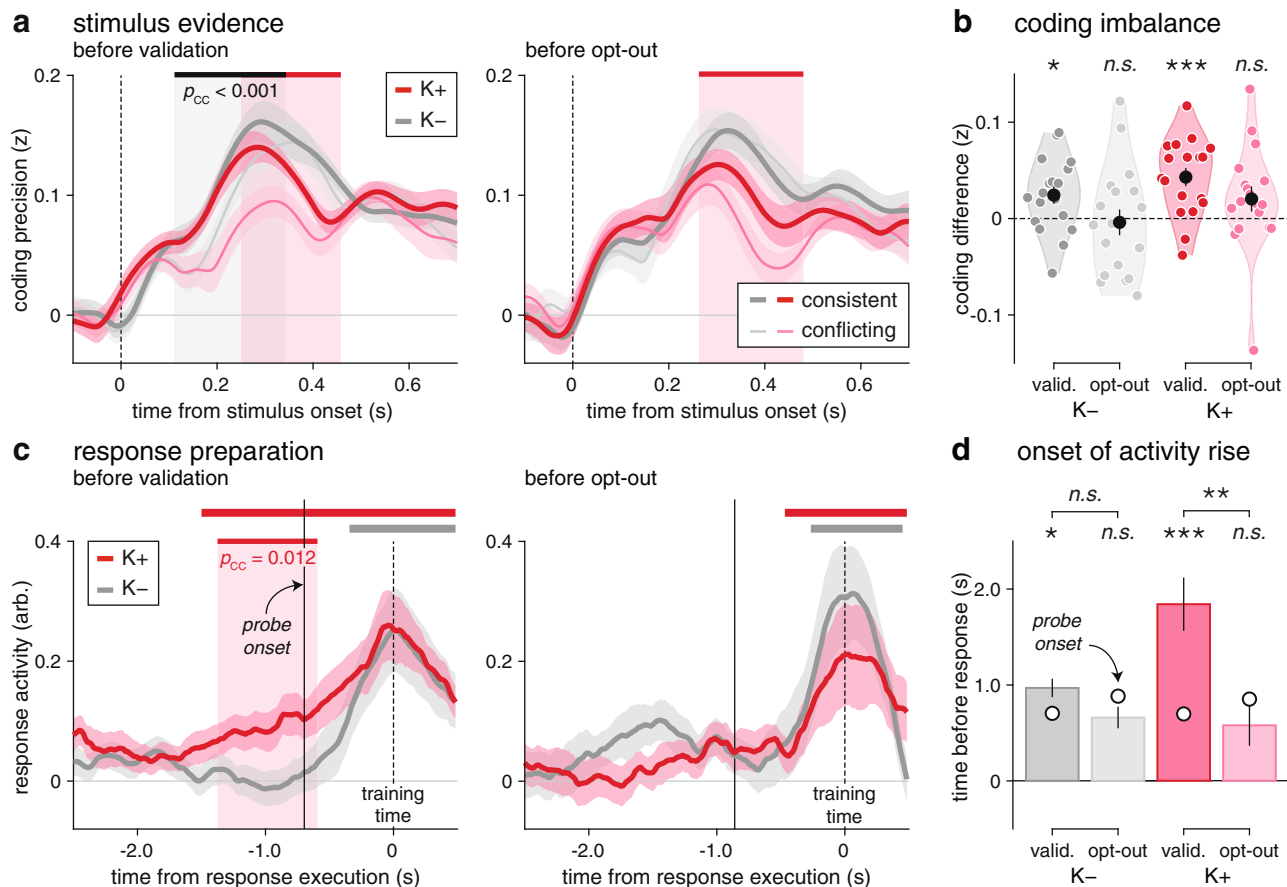 a stimulus evidence
before validation
before opt-out
b coding imbalance
0.2
0.1
0
coding precision (z)
p_CC < 0.001
K+
K−
0 0.2 0.4 0.6
time from stimulus onset (s)
consistent
conflicting
0 0.2 0.4 0.6
time from stimulus onset (s)
* n.s. *** n.s.
0.1
0
-0.1
coding difference (z)
valid. opt-out valid. opt-out
K− K+
c response preparation
before validation
before opt-out
d onset of activity rise
0.4
0.2
0
response activity (arb.)
K+
K−
p_CC = 0.012
probe
onset
training
time
-2.0 -1.0 0
time from response execution (s)
training
time
-2.0 -1.0 0
time from response execution (s)
n.s. **
* n.s. *** n.s.
2.0
1.0
0
time before response (s)
probe
onset
valid. opt-out valid. opt-out
K− K+